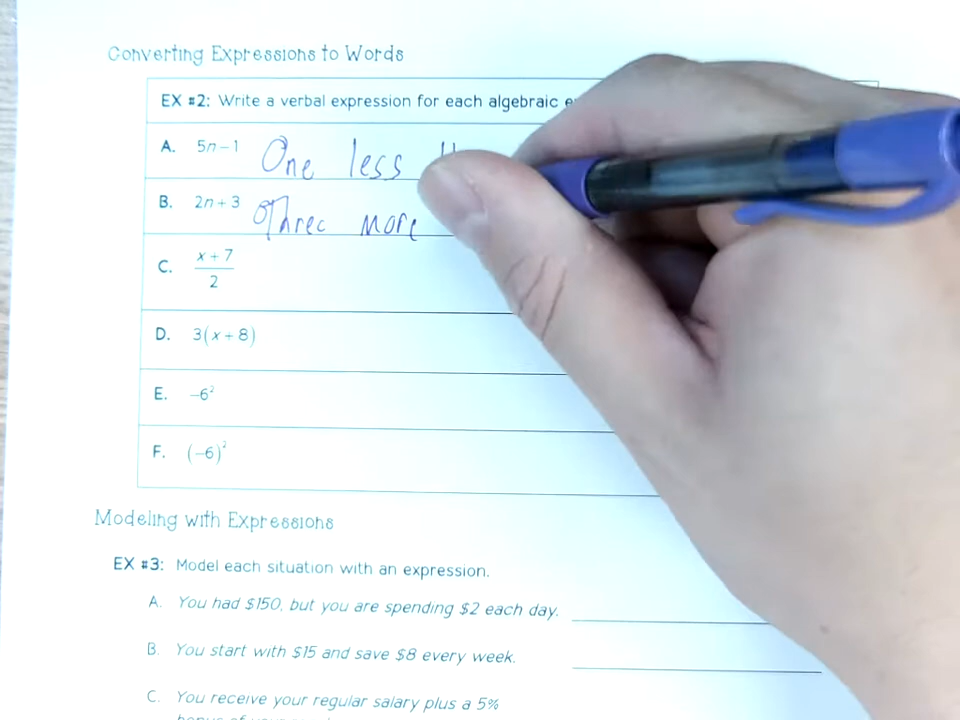 Converting Expressions to Words
EX #2: Write a verbal expression for each algebraic
A. 5n – 1 One less
B. 2n + 3 Three more
C. x + 7
2
D. 3(x + 8)
E. –6²
F. (–6)²
Modeling with Expressions
EX #3: Model each situation with an expression.
A. You had $150, but you are spending $2 each day.
B. You start with $15 and save $8 every week.
C. You receive your regular salary plus a 5%